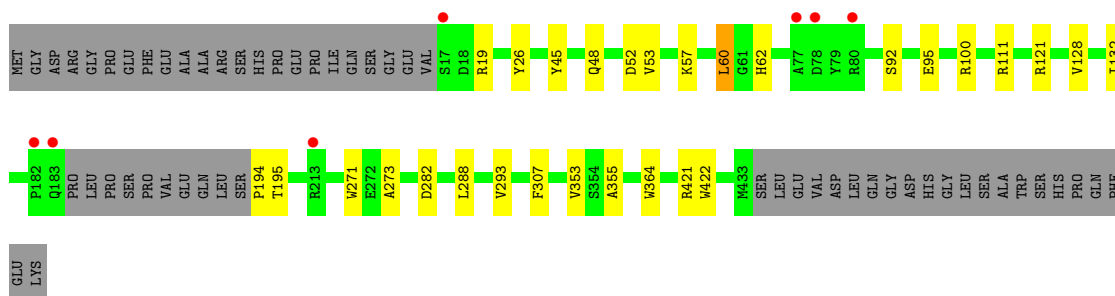 MET GLY ASP ARG GLY PRO GLU PHE GLU ALA ALA ARG SER HIS PRO GLU PRO ILE GLN SER GLY GLU VAL S17 D18 R19 Y26 Y45 Q48 D52 V53 K57 L60 G61 H62 A77 D78 Y79 R80 S92 E95 R100 R111 R121 V128
P182 Q183 PRO LEU PRO SER PRO VAL GLU GLN LEU SER P194 T195 R213 W271 E272 A273 D282 L288 V293 F307 V353 S354 A355 W364 R421 W422 M433 SER LEU GLU VAL ASP LEU GLN GLY ASP HIS GLY LEU SER ALA TRP SER HIS PRO GLN PHE
GLU LYS